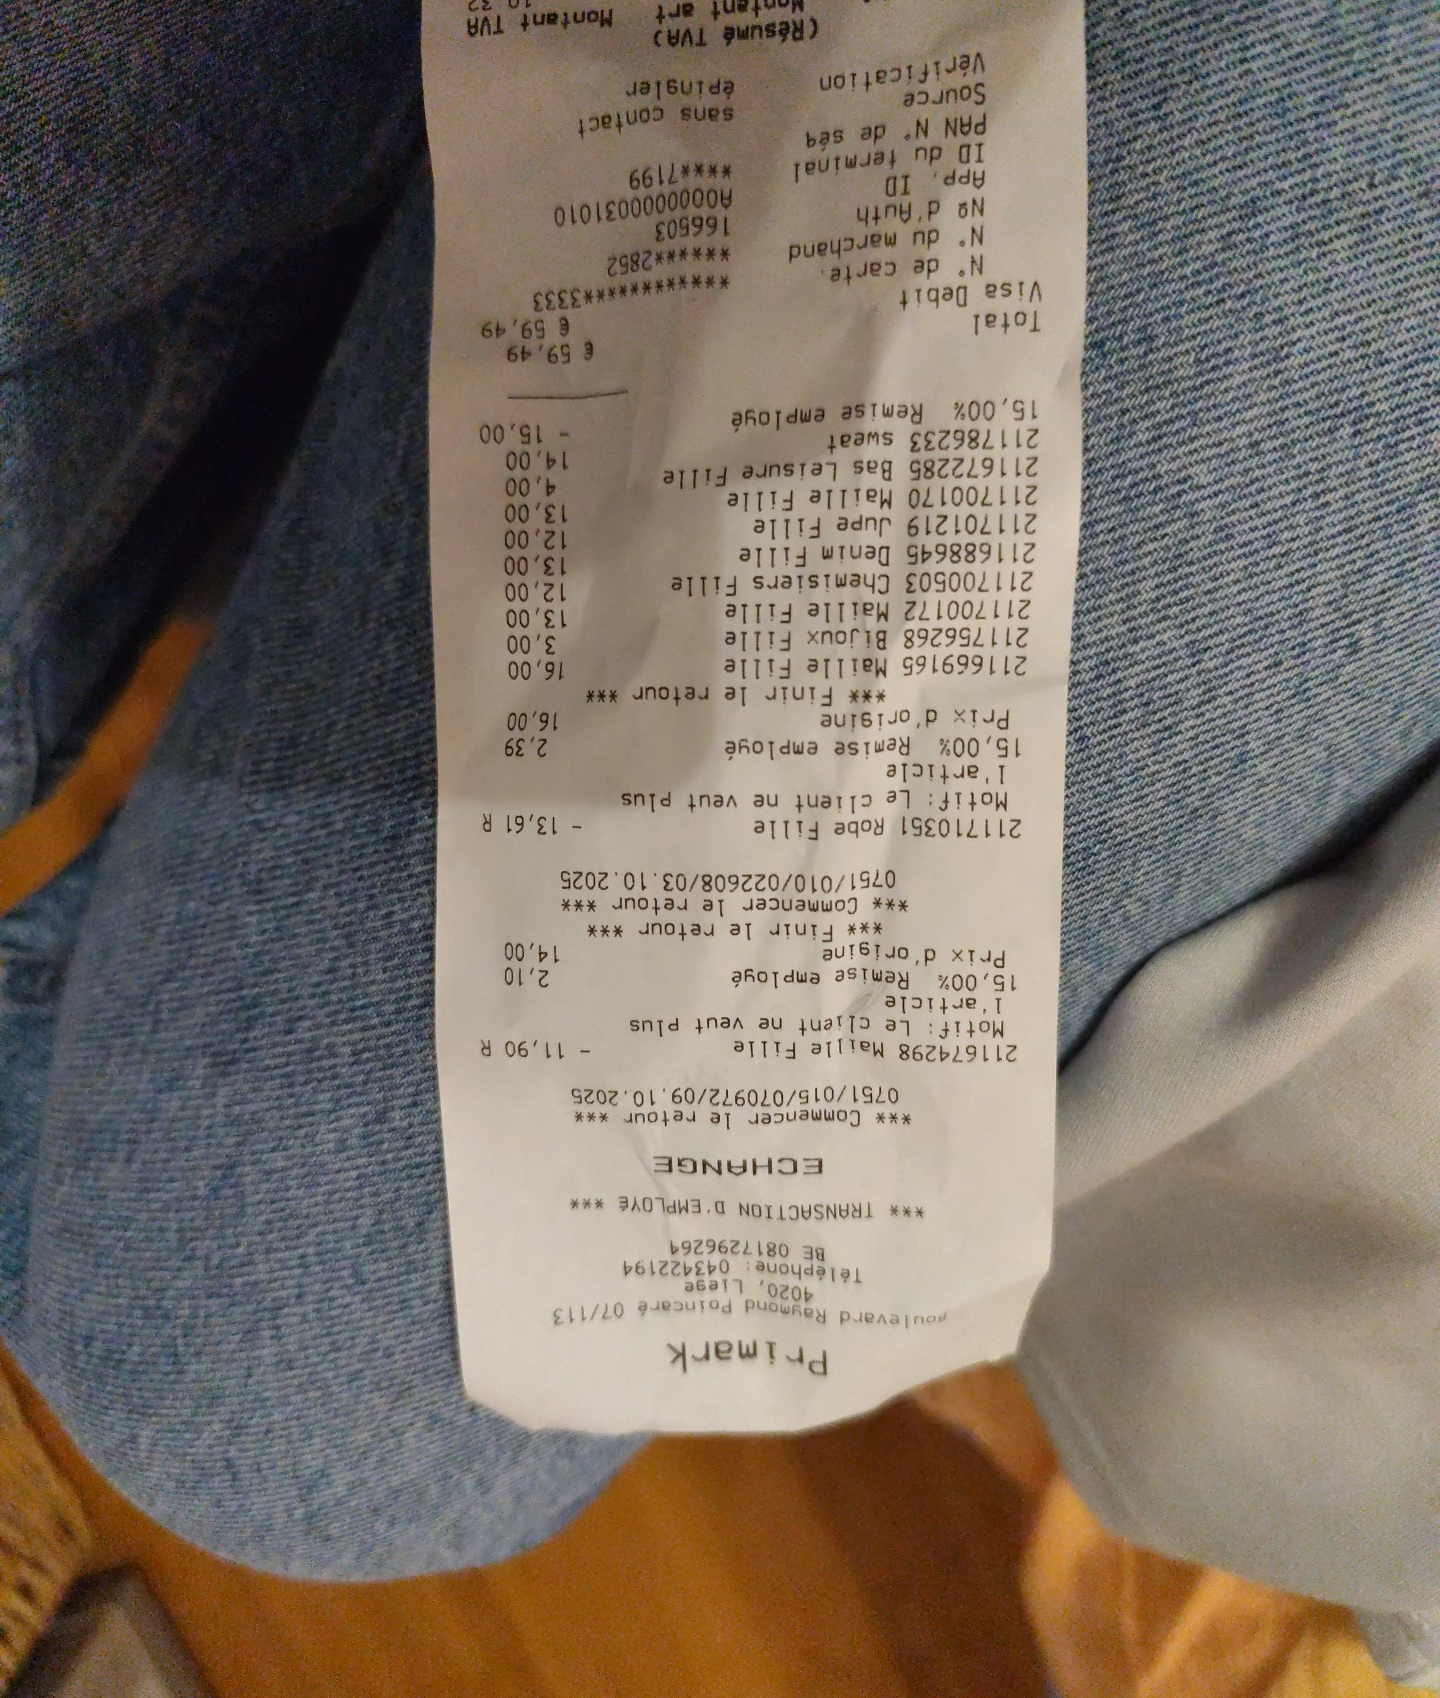 Primark
Boulevard Raymond Poincaré 07/113
4020, Liege
Téléphone: 043422194
BE 0817296264
*** TRANSACTION D'EMPLOYÉ ***
ECHANGE
*** Commencer le retour ***
0751/015/070972/09.10.2025
211674298 Maille Fille - 11,90 R
Motif: Le client ne veut plus
l'article
15,00% Remise employé 2,10
Prix d'origine 14,00
*** Finir le retour ***
*** Commencer le retour ***
0751/010/022608/03.10.2025
211710351 Robe Fille - 13,61 R
Motif: Le client ne veut plus
l'article
15,00% Remise employé 2,39
Prix d'origine 16,00
*** Finir le retour ***
211669165 Maille Fille 16,00
211756268 Bijoux Fille 3,00
211700172 Maille Fille 13,00
211700503 Chemisiers Fille 12,00
211688645 Denim Fille 13,00
211701219 Jupe Fille 12,00
211700170 Maille Fille 13,00
211672285 Bas Leisure Fille 4,00
211786233 sweat 14,00
15,00% Remise employé - 15,00
Total € 59,49
Visa Debit € 59,49
N° de carte. ************3333
N° du marchand ******2852
Nº d'Auth 166503
App. ID A0000000031010
ID du terminal ****7199
PAN N° de séq
Source sans contact
Vérification épingler
(Résumé TVA)
Montant art Montant TVA